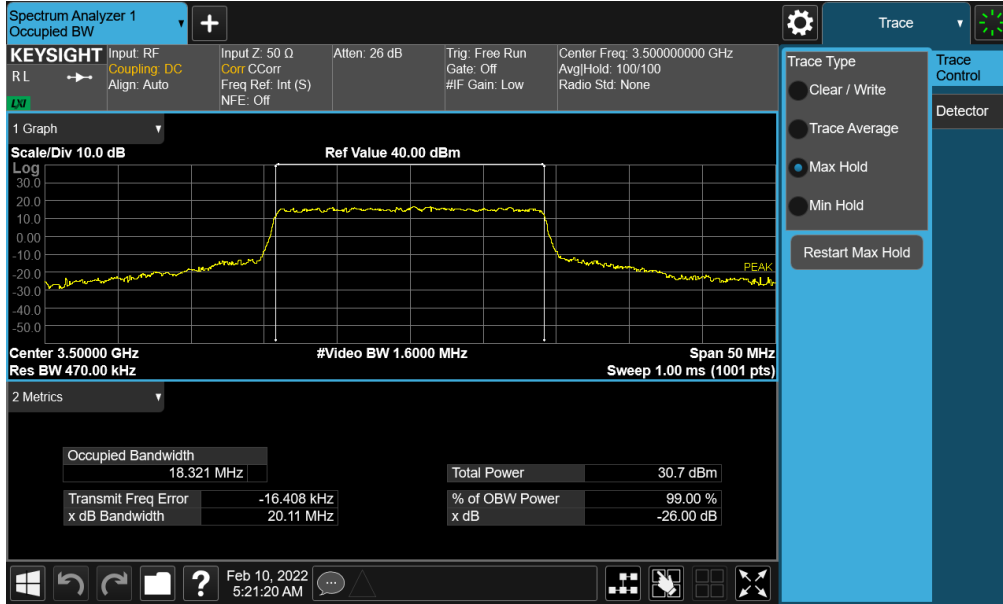 Spectrum Analyzer 1
Occupied BW
Trace
KEYSIGHT
R L
LXI
Input: RF
Coupling: DC
Align: Auto
Input Z: 50 Ω
Corr CCorr
Freq Ref: Int (S)
NFE: Off
Atten: 26 dB
Trig: Free Run
Gate: Off
#IF Gain: Low
Center Freq: 3.500000000 GHz
Avg|Hold: 100/100
Radio Std: None
Trace Type
Clear / Write
Trace Average
Max Hold
Min Hold
Restart Max Hold
Trace
Control
Detector
1 Graph
Scale/Div 10.0 dB
Ref Value 40.00 dBm
Log
30.0
20.0
10.0
0.00
-10.0
-20.0
-30.0
-40.0
-50.0
PEAK
Center 3.50000 GHz
#Video BW 1.6000 MHz
Span 50 MHz
Res BW 470.00 kHz
Sweep 1.00 ms (1001 pts)
2 Metrics
Occupied Bandwidth
18.321 MHz
Total Power 30.7 dBm
Transmit Freq Error -16.408 kHz
% of OBW Power 99.00 %
x dB Bandwidth 20.11 MHz
x dB -26.00 dB
?
Feb 10, 2022
5:21:20 AM